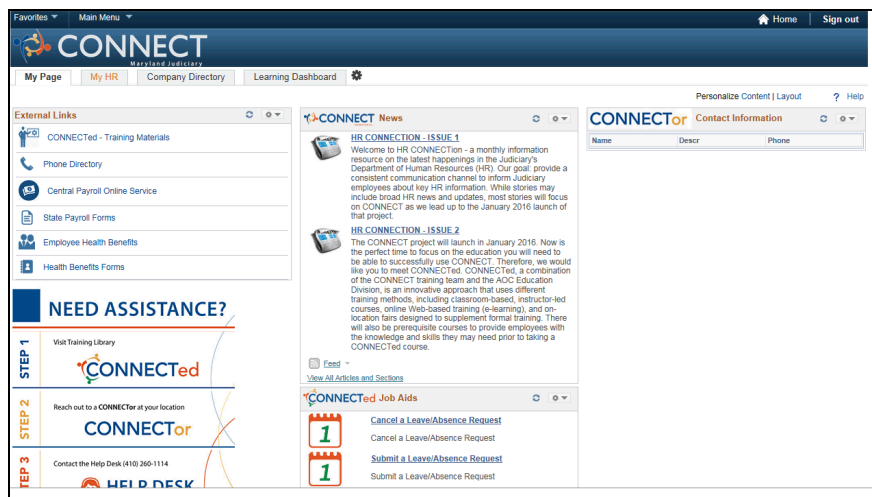 Favorites Main Menu Home Sign out
CONNECT
Maryland Judiciary
My Page My HR Company Directory Learning Dashboard
Personalize Content | Layout ? Help
External Links
CONNECTed - Training Materials
Phone Directory
Central Payroll Online Service
State Payroll Forms
Employee Health Benefits
Health Benefits Forms
NEED ASSISTANCE?
STEP 1
Visit Training Library
CONNECTed
STEP 2
Reach out to a CONNECTor at your location
CONNECTor
STEP 3
Contact the Help Desk (410) 260-1114
HELP DESK
CONNECT News
HR CONNECTION - ISSUE 1
Welcome to HR CONNECTion - a monthly information
resource on the latest happenings in the Judiciary's
Department of Human Resources (HR). Our goal: provide a
consistent communication channel to inform Judiciary
employees about key HR information. While stories may
include broad HR news and updates, most stories will focus
on CONNECT as we lead up to the January 2016 launch of
that project.
HR CONNECTION - ISSUE 2
The CONNECT project will launch in January 2016. Now is
the perfect time to focus on the education you will need to
be able to successfully use CONNECT. Therefore, we would
like you to meet CONNECTed. CONNECTed, a combination
of the CONNECT training team and the AOC Education
Division, is an innovative approach that uses different
training methods, including classroom-based, instructor-led
courses, online Web-based training (e-learning), and on-
location fairs designed to supplement formal training. There
will also be prerequisite courses to provide employees with
the knowledge and skills they may need prior to taking a
CONNECTed course.
Feed
View All Articles and Sections
CONNECTed Job Aids
1
Cancel a Leave/Absence Request
Cancel a Leave/Absence Request
1
Submit a Leave/Absence Request
Submit a Leave/Absence Request
CONNECTor Contact Information
Name Descr Phone